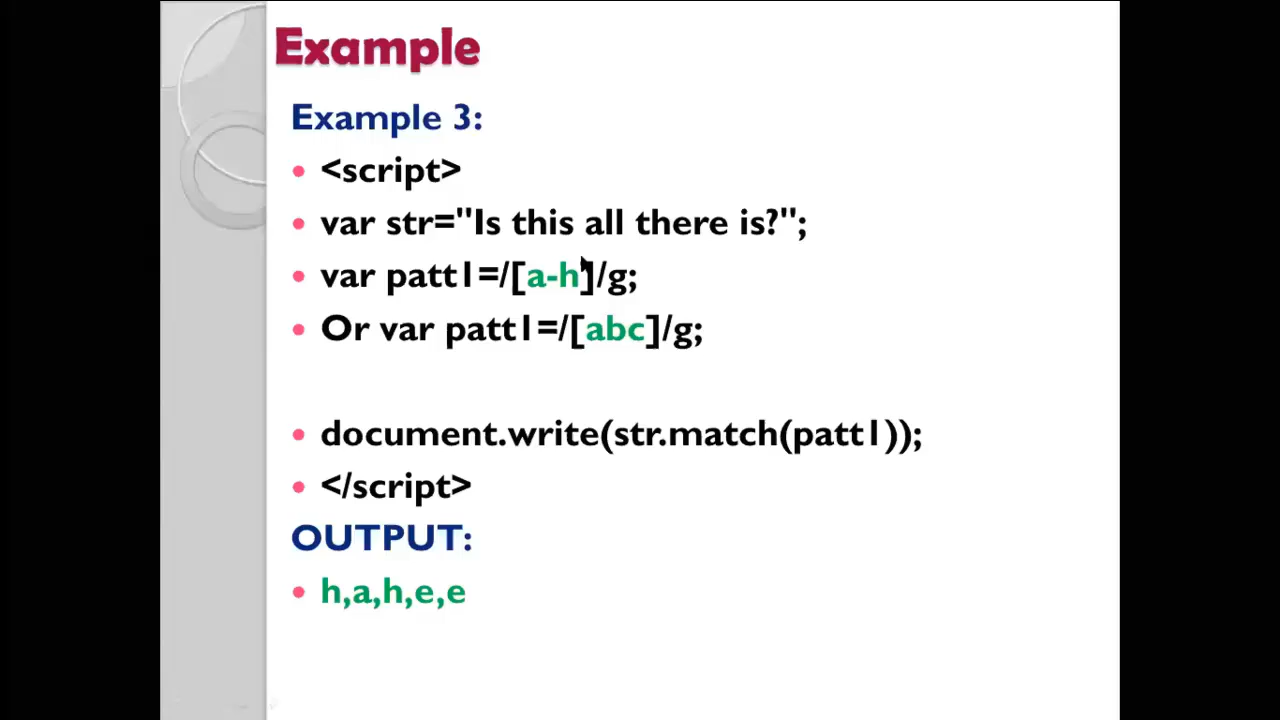 Example
Example 3:
<script>
var str="Is this all there is?";
var patt1=/[a-h]/g;
Or var patt1=/[abc]/g;
document.write(str.match(patt1));
</script>
OUTPUT:
h,a,h,e,e